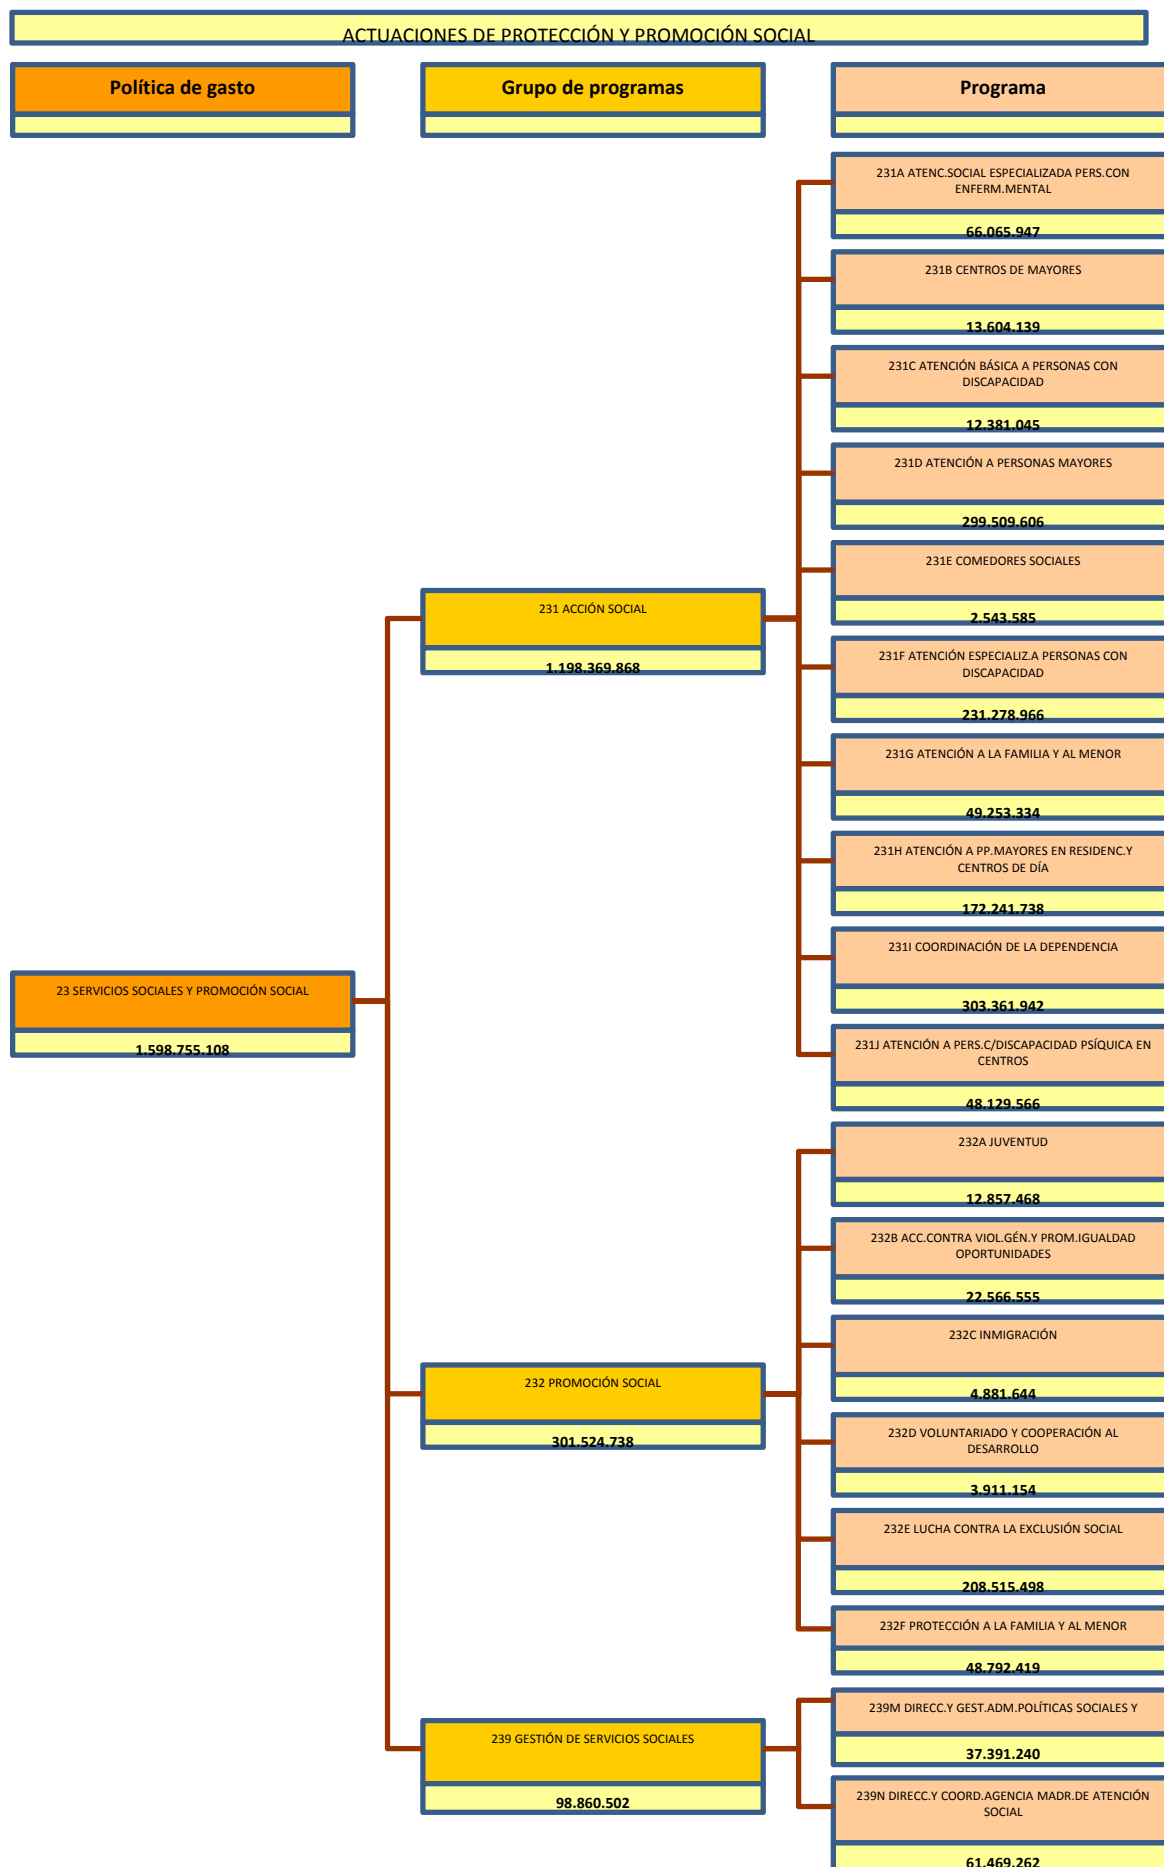 ACTUACIONES DE PROTECCIÓN Y PROMOCIÓN SOCIAL
Política de gasto
Grupo de programas
Programa
231A ATENC.SOCIAL ESPECIALIZADA PERS.CON
ENFERM.MENTAL
66.065.947
231B CENTROS DE MAYORES
13.604.139
231C ATENCIÓN BÁSICA A PERSONAS CON
DISCAPACIDAD
12.381.045
231D ATENCIÓN A PERSONAS MAYORES
299.509.606
231E COMEDORES SOCIALES
2.543.585
231 ACCIÓN SOCIAL
1.198.369.868
231F ATENCIÓN ESPECIALIZ.A PERSONAS CON
DISCAPACIDAD
231.278.966
231G ATENCIÓN A LA FAMILIA Y AL MENOR
49.253.334
231H ATENCIÓN A PP.MAYORES EN RESIDENC.Y
CENTROS DE DÍA
172.241.738
231I COORDINACIÓN DE LA DEPENDENCIA
303.361.942
23 SERVICIOS SOCIALES Y PROMOCIÓN SOCIAL
1.598.755.108
231J ATENCIÓN A PERS.C/DISCAPACIDAD PSÍQUICA EN
CENTROS
48.129.566
232A JUVENTUD
12.857.468
232B ACC.CONTRA VIOL.GÉN.Y PROM.IGUALDAD
OPORTUNIDADES
22.566.555
232C INMIGRACIÓN
4.881.644
232 PROMOCIÓN SOCIAL
301.524.738
232D VOLUNTARIADO Y COOPERACIÓN AL
DESARROLLO
3.911.154
232E LUCHA CONTRA LA EXCLUSIÓN SOCIAL
208.515.498
232F PROTECCIÓN A LA FAMILIA Y AL MENOR
48.792.419
239M DIRECC.Y GEST.ADM.POLÍTICAS SOCIALES Y
37.391.240
239 GESTIÓN DE SERVICIOS SOCIALES
98.860.502
239N DIRECC.Y COORD.AGENCIA MADR.DE ATENCIÓN
SOCIAL
61.469.262